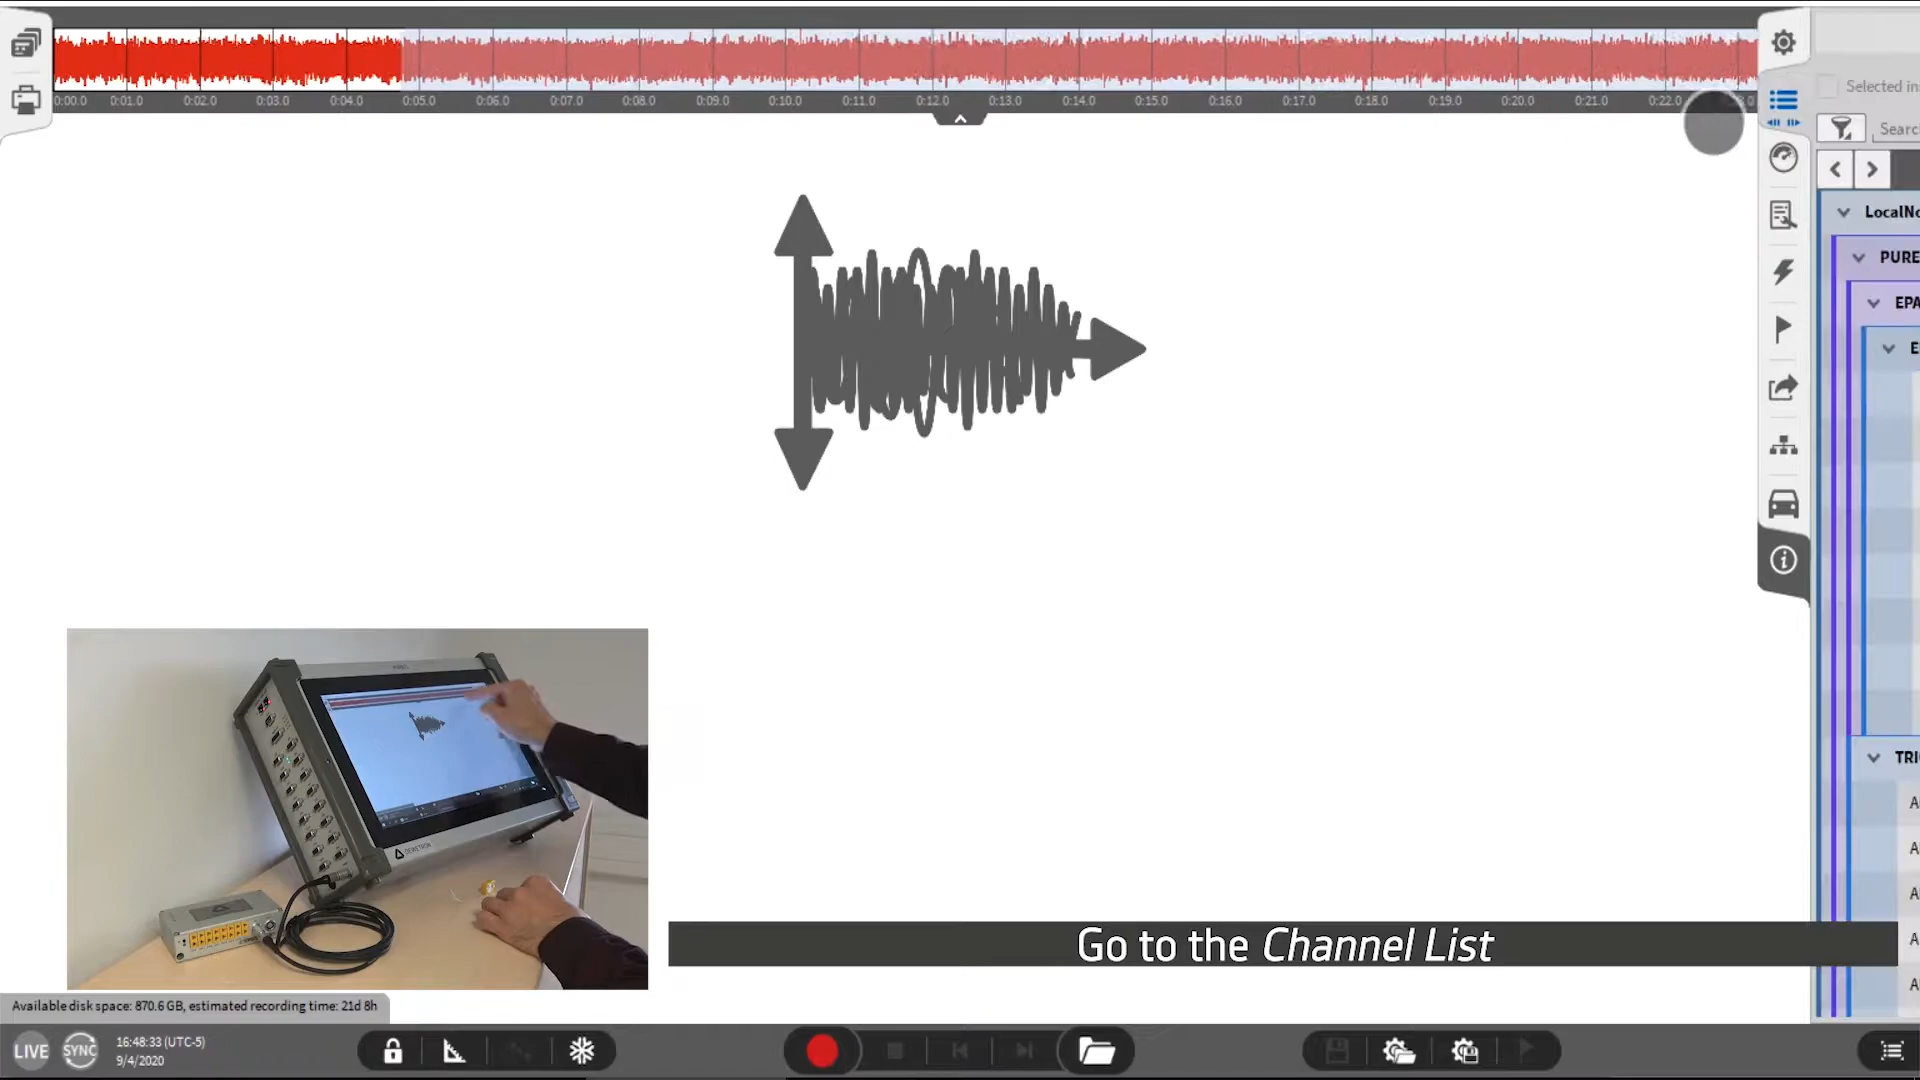 0:00.0 0:01.0 0:02.0 0:03.0 0:04.0 0:05.0 0:06.0 0:07.0 0:08.0 0:09.0 0:10.0 0:11.0 0:12.0 0:13.0 0:14.0 0:15.0 0:16.0 0:17.0 0:18.0 0:19.0 0:20.0 0:21.0 0:22.0
Selected in
Searc
LocalNo
PURE
EPA
E
TRI
A
A
A
A
A
DEWETRON
Go to the Channel List
Available disk space: 870.6 GB, estimated recording time: 21d 8h
LIVE SYNC 16:48:33 (UTC-5)
9/4/2020